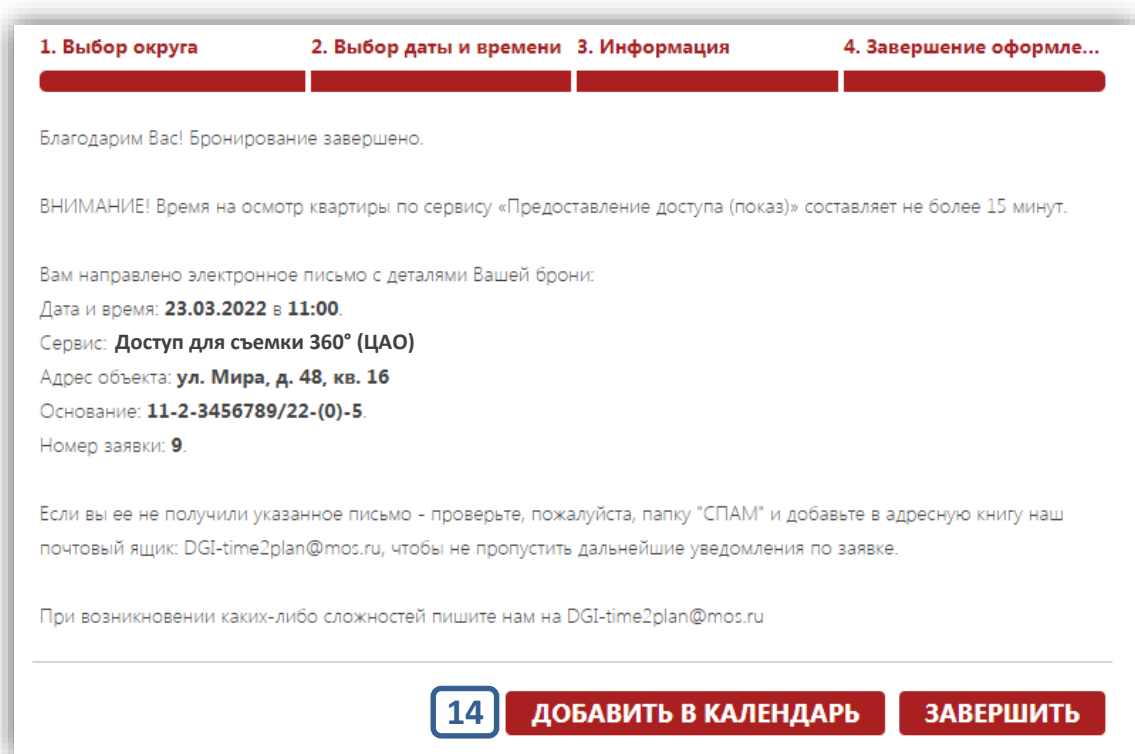 1. Выбор округа 2. Выбор даты и времени 3. Информация 4. Завершение оформле...
Благодарим Вас! Бронирование завершено.
ВНИМАНИЕ! Время на осмотр квартиры по сервису «Предоставление доступа (показ)» составляет не более 15 минут.
Вам направлено электронное письмо с деталями Вашей брони:
Дата и время: 23.03.2022 в 11:00.
Сервис: Доступ для съемки 360° (ЦАО)
Адрес объекта: ул. Мира, д. 48, кв. 16
Основание: 11-2-3456789/22-(0)-5.
Номер заявки: 9.
Если вы ее не получили указанное письмо - проверьте, пожалуйста, папку "СПАМ" и добавьте в адресную книгу наш
почтовый ящик: DGI-time2plan@mos.ru, чтобы не пропустить дальнейшие уведомления по заявке.
При возникновении каких-либо сложностей пишите нам на DGI-time2plan@mos.ru
14 ДОБАВИТЬ В КАЛЕНДАРЬ ЗАВЕРШИТЬ